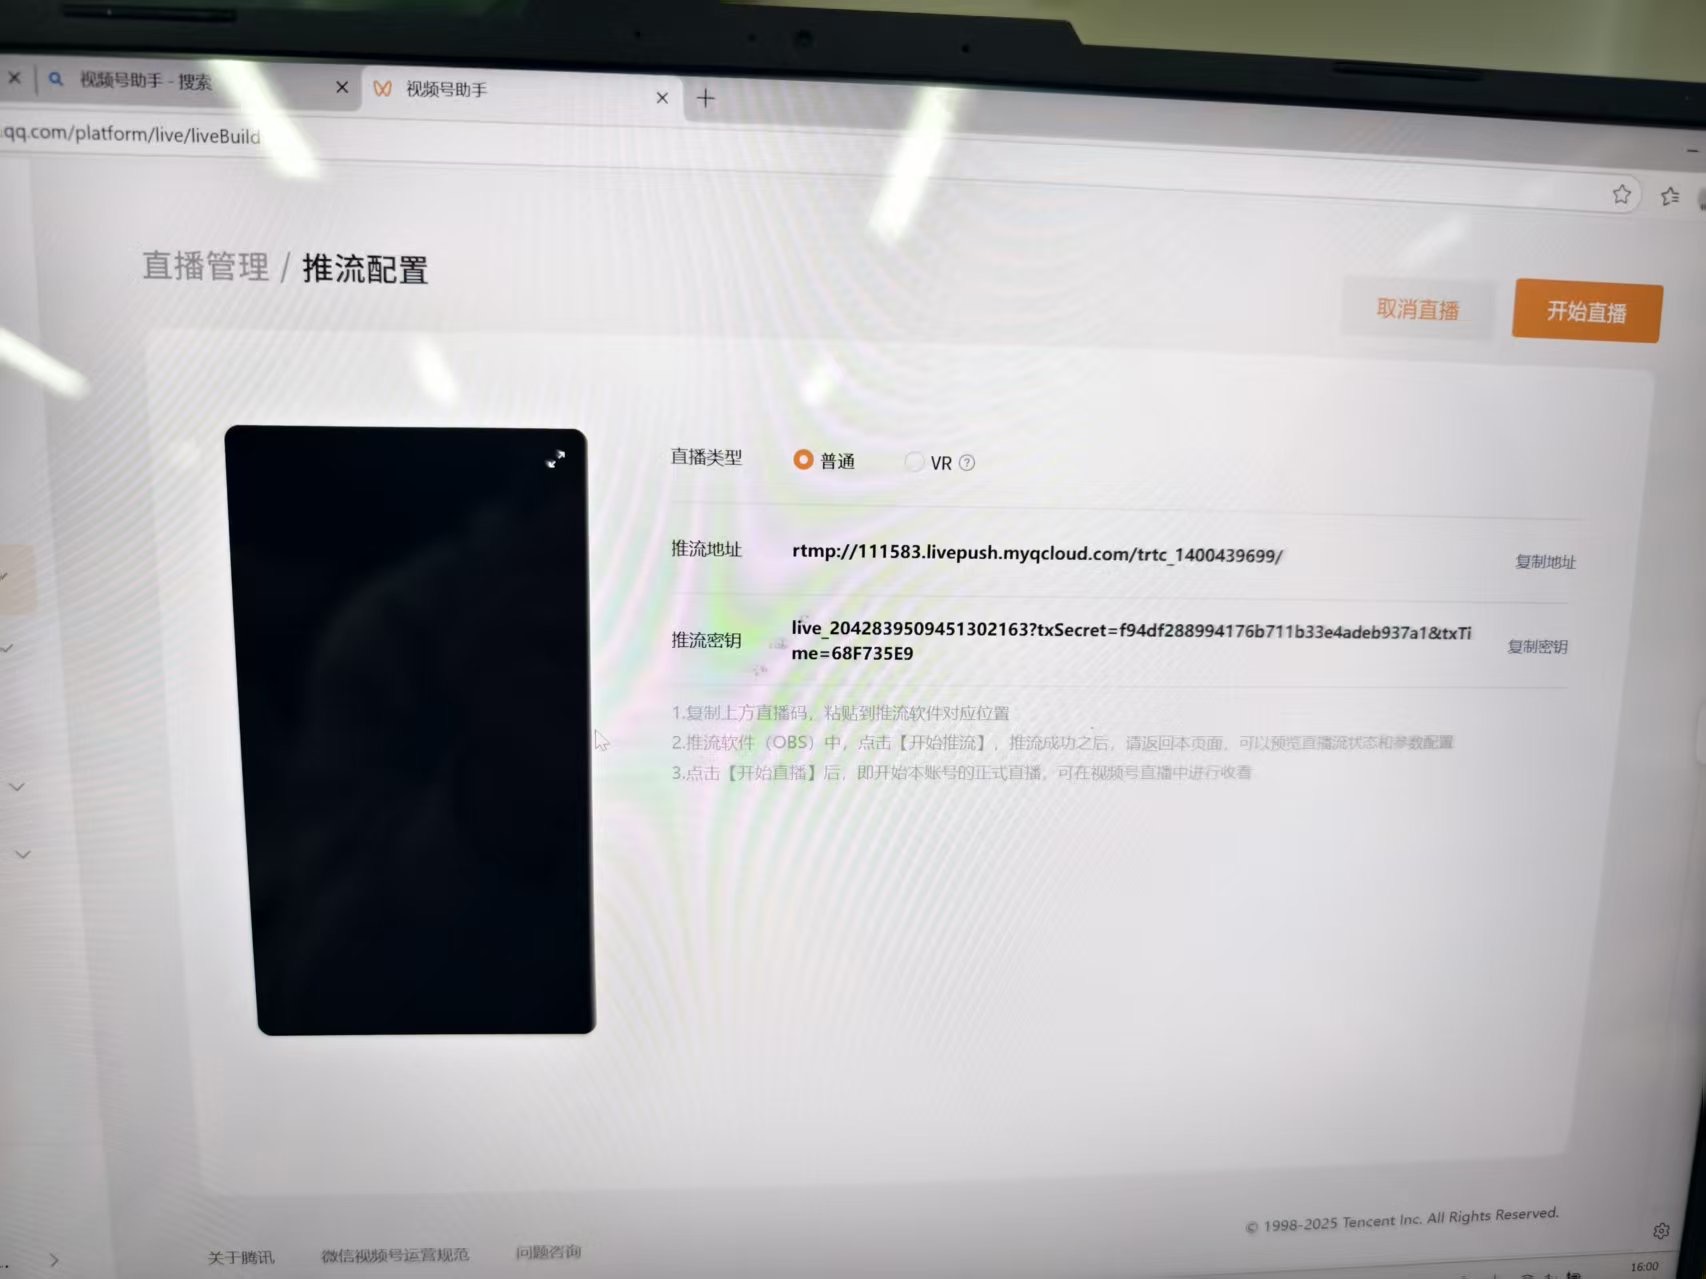 视频号助手 - 搜索
视频号助手
qq.com/platform/live/liveBuild
直播管理 / 推流配置
取消直播
开始直播
直播类型
普通
VR
推流地址
rtmp://111583.livepush.myqcloud.com/trtc_1400439699/
复制地址
推流密钥
live_2042839509451302163?txSecret=f94df288994176b711b33e4adeb937a1&txTi
me=68F735E9
复制密钥
1.复制上方直播码，粘贴到推流软件对应位置
2.推流软件（OBS）中，点击【开始推流】，推流成功之后，请返回本页面，可以预览直播流状态和参数配置
3.点击【开始直播】后，即开始本账号的正式直播，可在视频号直播中进行收看
© 1998-2025 Tencent Inc. All Rights Reserved.
关于腾讯
微信视频号运营规范
问题咨询
16:00